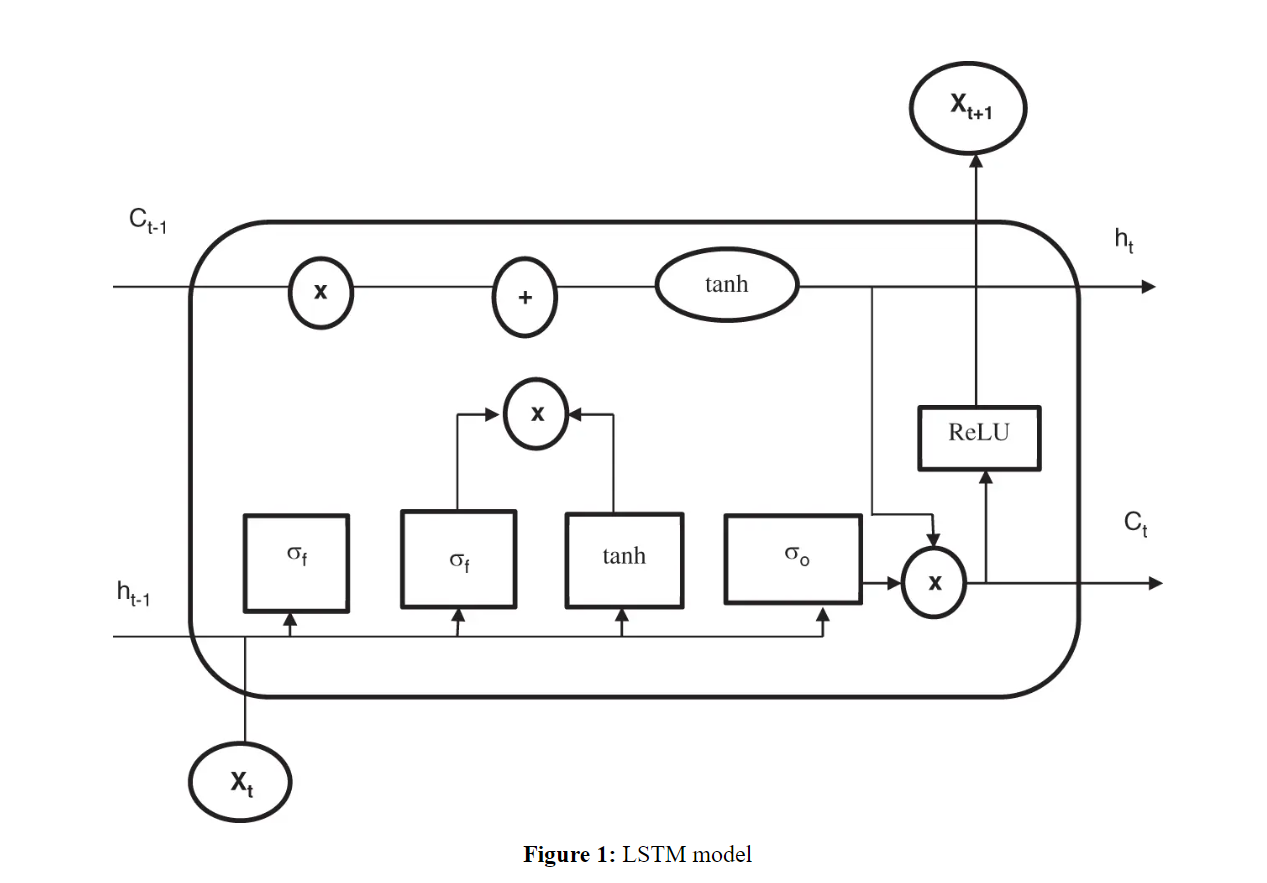 X_{t+1}
C_{t-1}
h_t
x
+
tanh
x
ReLU
σ_f
σ_f
tanh
σ_o
x
C_t
h_{t-1}
X_t
Figure 1: LSTM model